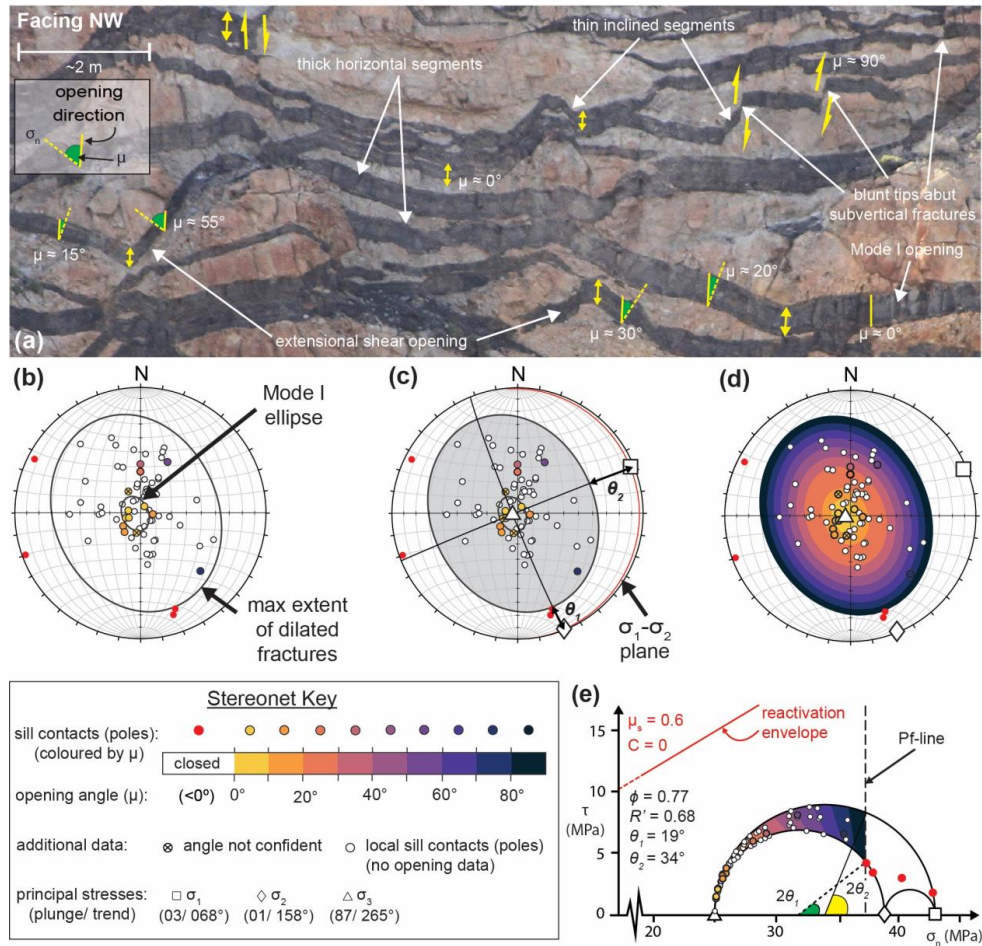 Facing NW
~2 m
opening
direction
σn
μ
thick horizontal segments
thin inclined segments
μ ≈ 90°
μ ≈ 0°
blunt tips abut
subvertical fractures
μ ≈ 55°
μ ≈ 15°
Mode I
opening
μ ≈ 20°
μ ≈ 30°
μ ≈ 0°
extensional shear opening
(a)
(b)
N
Mode I
ellipse
max extent
of dilated
fractures
(c)
N
θ2
θ1
σ1-σ2
plane
(d)
N
Stereonet Key
sill contacts (poles):
(coloured by μ)
closed
opening angle (μ):
(<0°)
0°
20°
40°
60°
80°
additional data:
angle not confident
local sill contacts (poles)
(no opening data)
principal stresses:
(plunge/ trend)
σ1
(03/ 068°)
σ2
(01/ 158°)
σ3
(87/ 265°)
(e)
μs = 0.6
C = 0
reactivation
envelope
Pf-line
ϕ = 0.77
R' = 0.68
θ1 = 19°
θ2 = 34°
15
10
τ
(MPa)
5
0
2θ1
2θ2
20
30
40
σn (MPa)